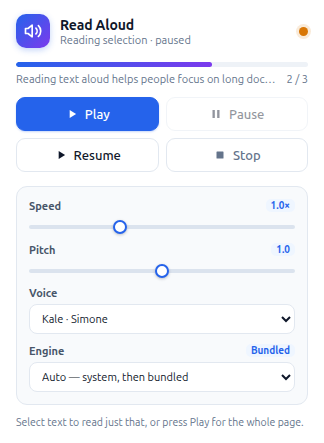 Read Aloud
Reading selection · paused
Reading text aloud helps people focus on long doc… 2 / 3
Play
Pause
Resume
Stop
Speed 1.0×
Pitch 1.0
Voice
Kale · Simone
Engine Bundled
Auto — system, then bundled
Select text to read just that, or press Play for the whole page.